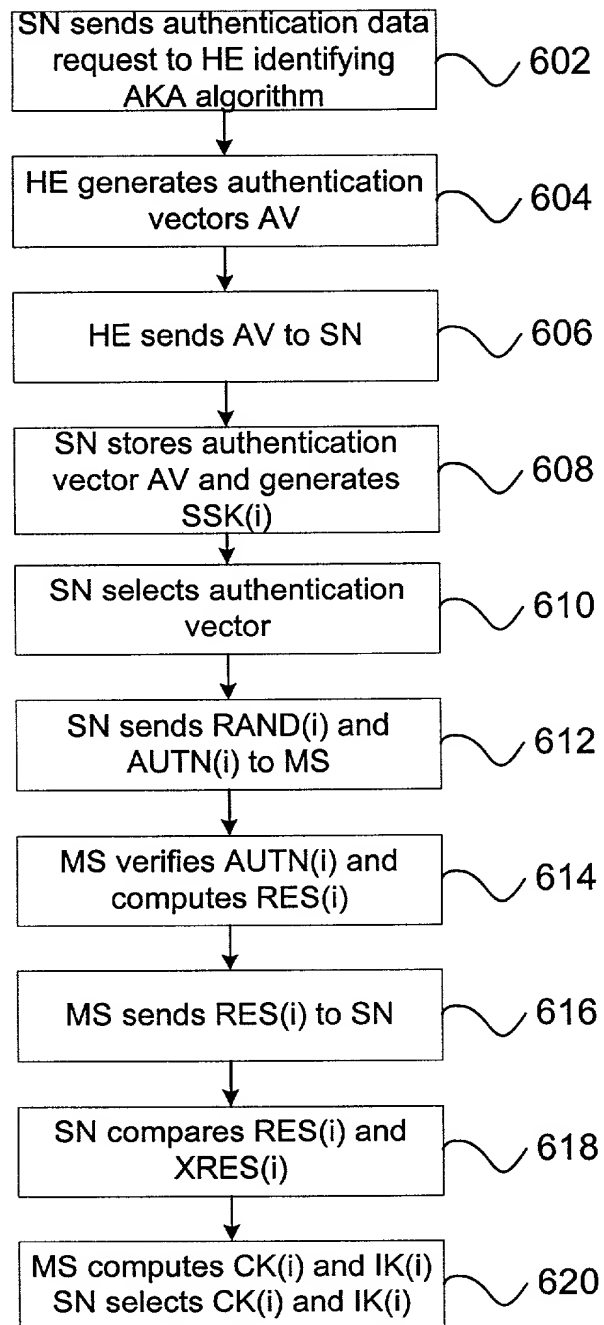 SN sends authentication data
request to HE identifying
AKA algorithm
602
HE generates authentication
vectors AV
604
HE sends AV to SN
606
SN stores authentication
vector AV and generates
SSK(i)
608
SN selects authentication
vector
610
SN sends RAND(i) and
AUTN(i) to MS
612
MS verifies AUTN(i) and
computes RES(i)
614
MS sends RES(i) to SN
616
SN compares RES(i) and
XRES(i)
618
MS computes CK(i) and IK(i)
SN selects CK(i) and IK(i)
620